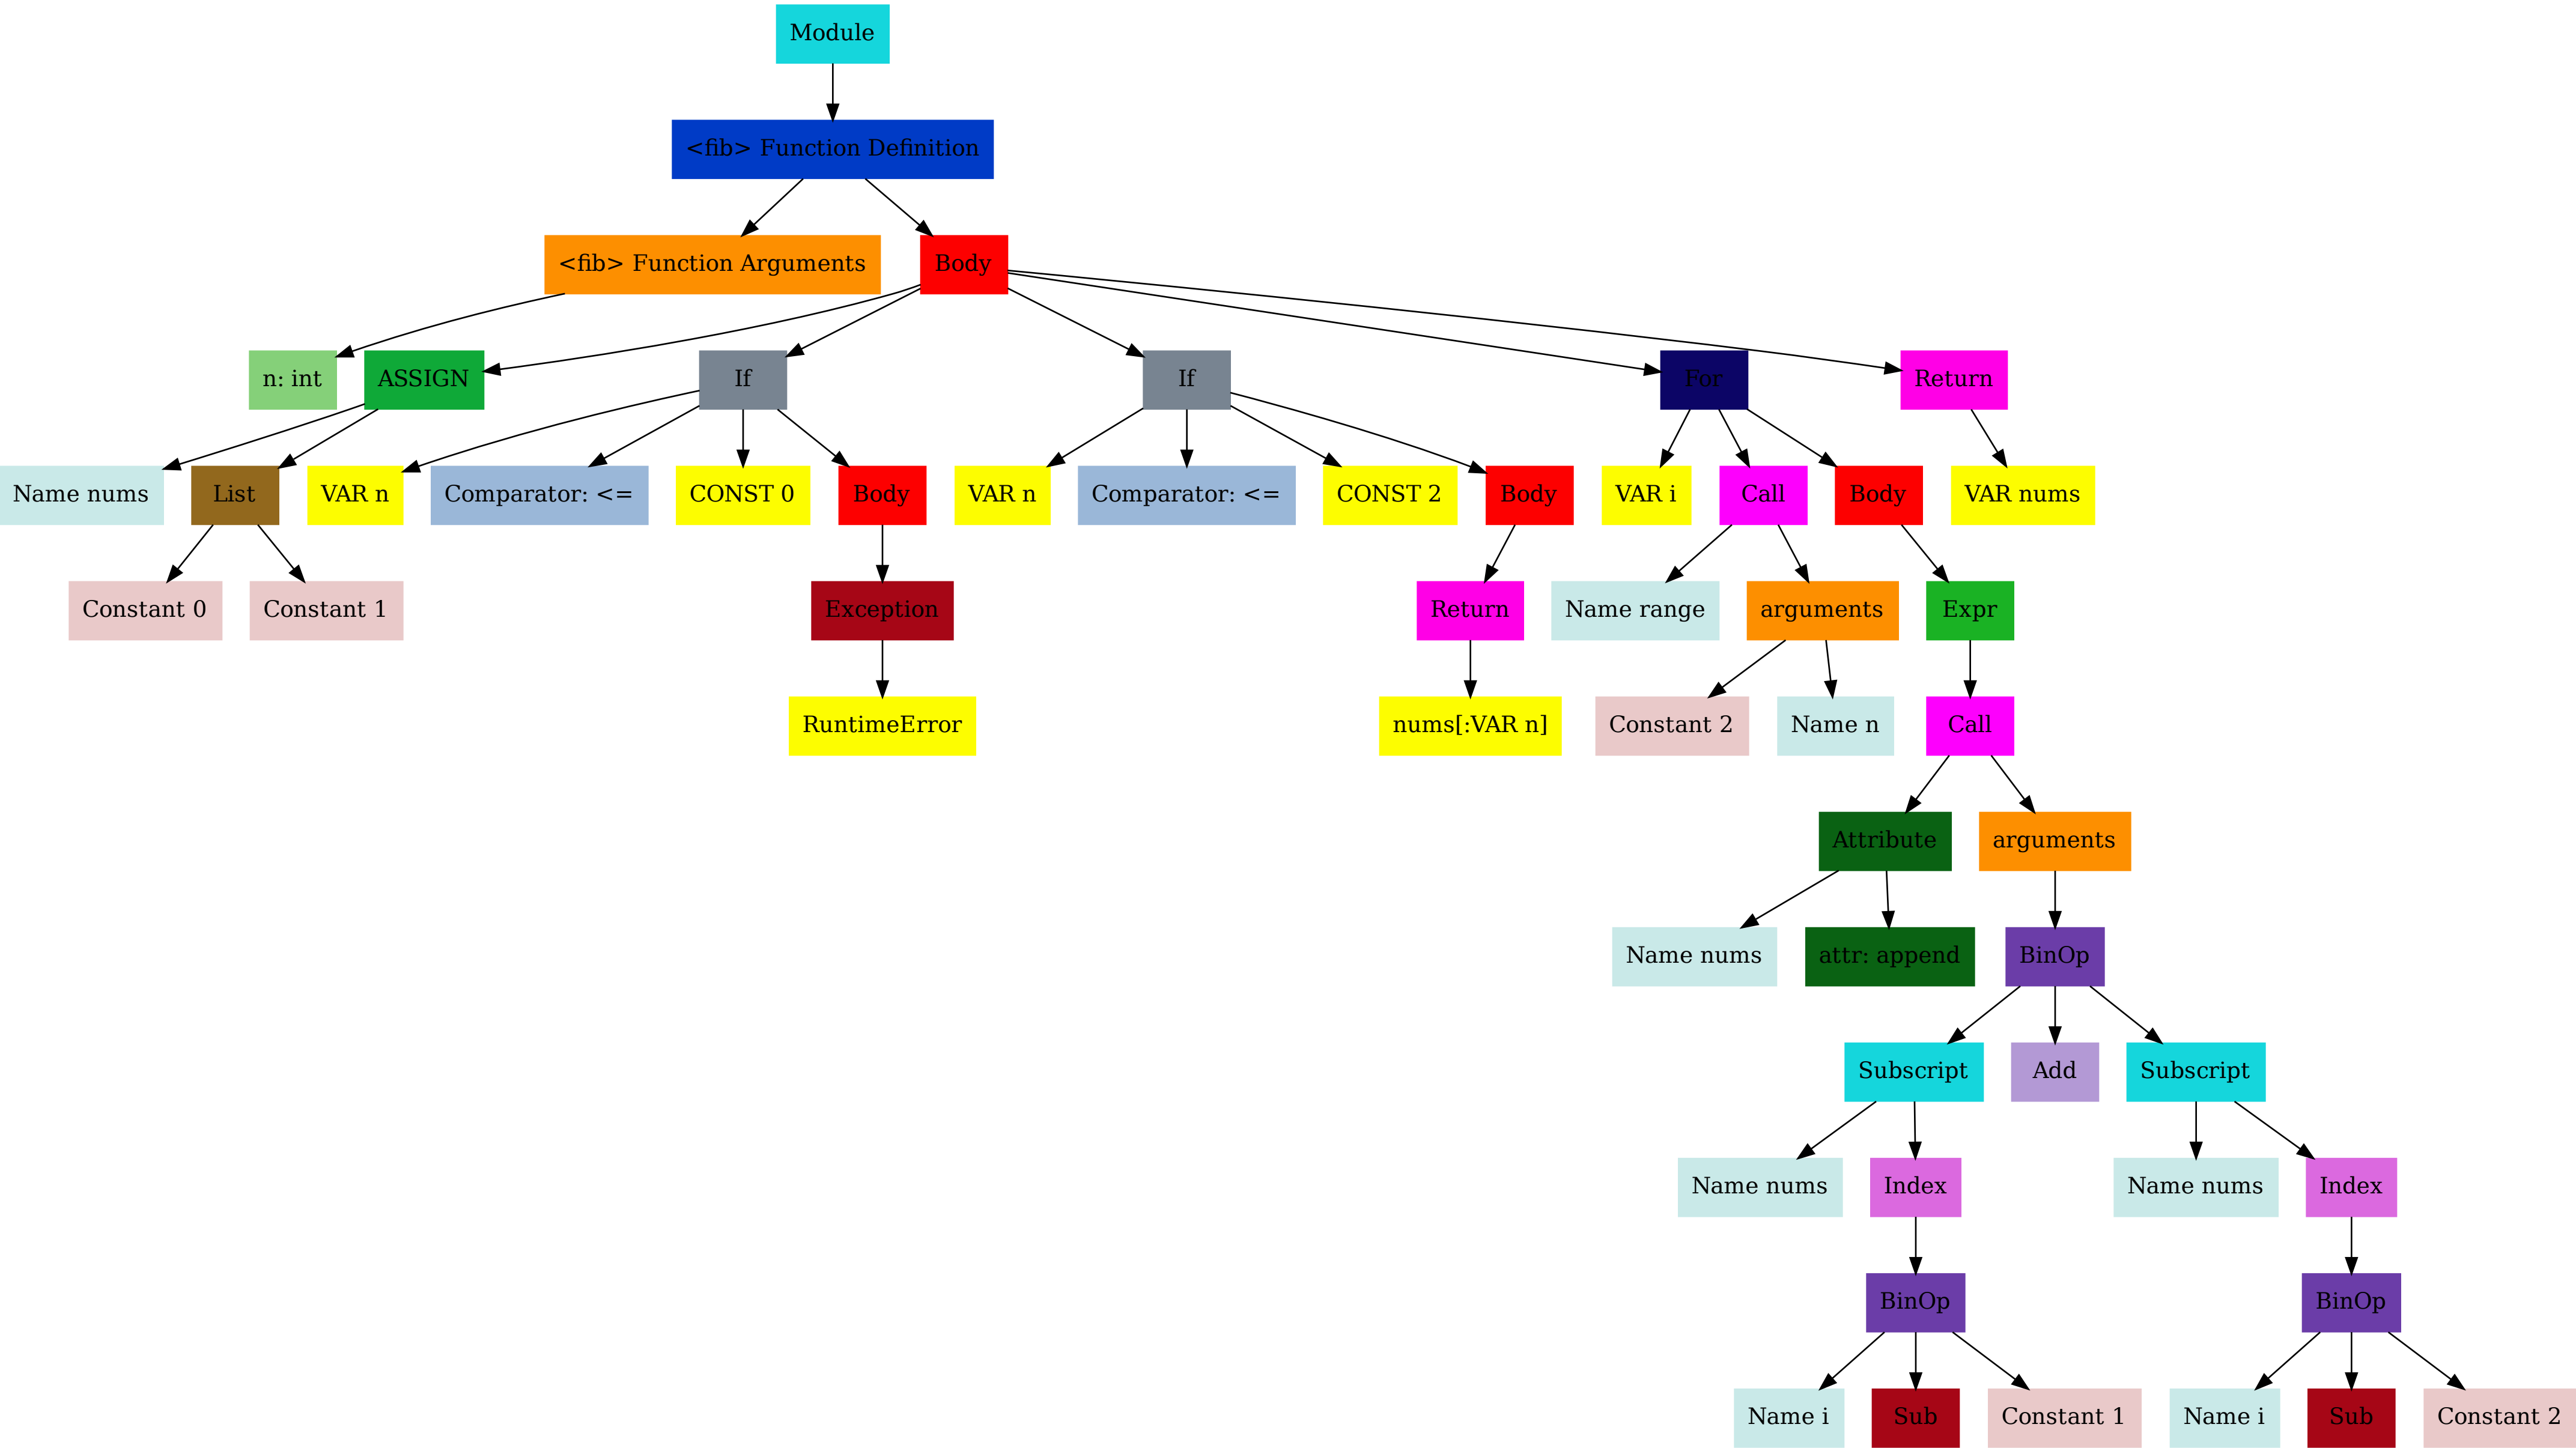 Module
<fib> Function Definition
<fib> Function Arguments
Body
n: int
ASSIGN
If
If
For
Return
Name nums
List
VAR n
Comparator: <=
CONST 0
Body
VAR n
Comparator: <=
CONST 2
Body
VAR i
Call
Body
VAR nums
Constant 0
Constant 1
Exception
Return
Name range
arguments
Expr
RuntimeError
nums[:VAR n]
Constant 2
Name n
Call
Attribute
arguments
Name nums
attr: append
BinOp
Subscript
Add
Subscript
Name nums
Index
Name nums
Index
BinOp
BinOp
Name i
Sub
Constant 1
Name i
Sub
Constant 2